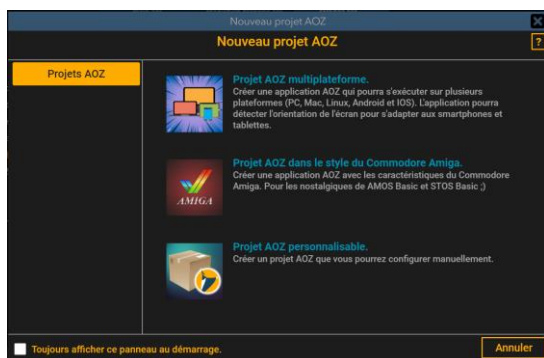 Nouveau projet AOZ
Nouveau projet AOZ
?
Projets AOZ
Projet AOZ multiplateforme.
Créer une application AOZ qui pourra s'exécuter sur plusieurs
plateformes (PC, Mac, Linux, Android et IOS). L'application pourra
détecter l'orientation de l'écran pour s'adapter aux smartphones et
tablettes.
AMIGA
Projet AOZ dans le style du Commodore Amiga.
Créer une application AOZ avec les caractéristiques du Commodore
Amiga. Pour les nostalgiques de AMOS Basic et STOS Basic ;)
Projet AOZ personnalisable.
Créer un projet AOZ que vous pourrez configurer manuellement.
Toujours afficher ce panneau au démarrage.
Annuler